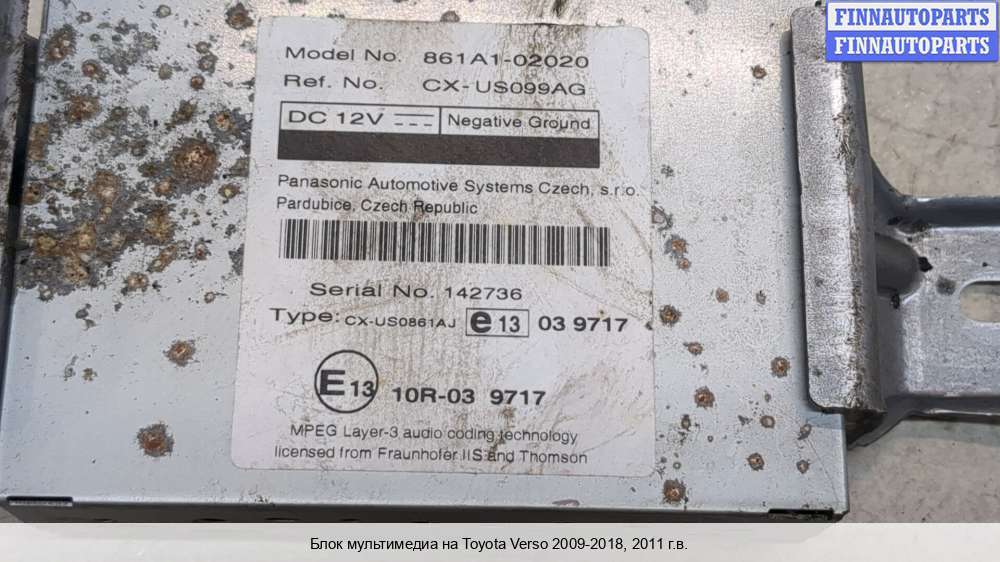 FINNAUTOPARTS
FINNAUTOPARTS
Model No. 861A1-02020
Ref. No. CX-US099AG
DC 12V Negative Ground
Panasonic Automotive Systems Czech, s.r.o.
Pardubice, Czech Republic
Serial No. 142736
Type: CX-US0861AJ e13 03 9717
E13 10R-03 9717
MPEG Layer-3 audio coding technology
licensed from Fraunhofer IIS and Thomson
Блок мультимедиа на Toyota Verso 2009-2018, 2011 г.в.